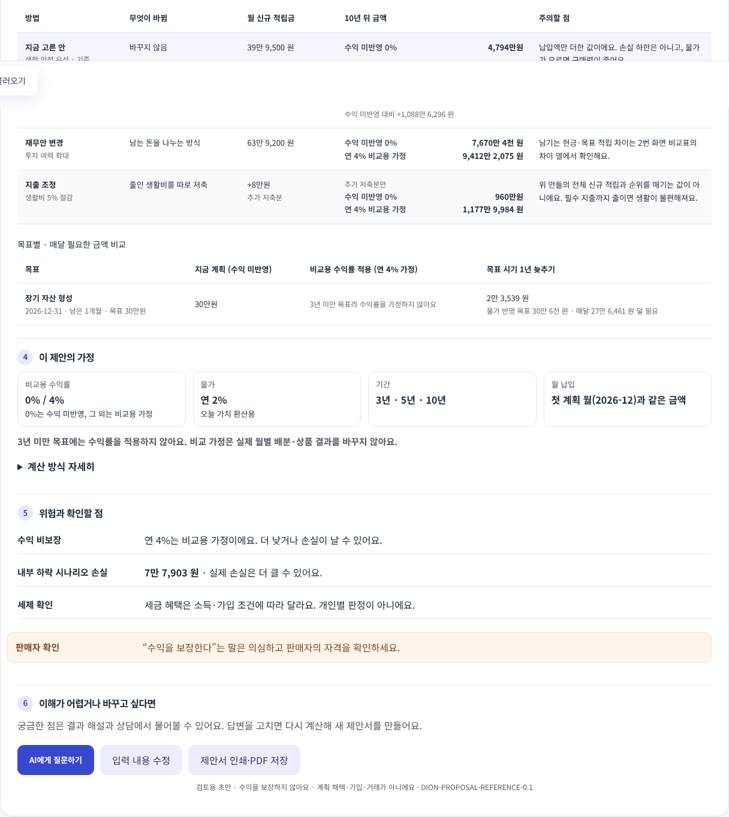 방법 무엇이 바뀜 월 신규 적립금 10년 뒤 금액 주의할 점
지금 고른 안 바꾸지 않음 39만 9,500 원 수익 미반영 0% 4,794만원 납입액만 더한 값이에요. 손실 하한은 아니고, 물가
생활 안정 우선 · 기준 가 오르면 구매력이 줄어요.
불러오기
수익 미반영 대비 +1,088만 6,296 원
재무안 변경 남는 돈을 나누는 방식 63만 9,200 원 수익 미반영 0% 7,670만 4천 원 남기는 현금·목표 적립 차이는 2번 화면 비교표의
투자 여력 확대 연 4% 비교용 가정 9,412만 2,075 원 차이 열에서 확인해요.
지출 조정 줄인 생활비를 따로 저축 +8만원 추가 저축분만 위 안들의 전체 신규 적립과 순위를 매기는 값이 아
생활비 5% 절감 추가 저축분 수익 미반영 0% 960만원 니에요. 필수 지출까지 줄이면 생활이 불편해져요.
연 4% 비교용 가정 1,177만 9,984 원
목표별 · 매달 필요한 금액 비교
목표 지금 계획 (수익 미반영) 비교용 수익률 적용 (연 4% 가정) 목표 시기 1년 늦추기
장기 자산 형성 30만원 3년 미만 목표라 수익률을 가정하지 않아요 2만 3,539 원
2026-12-31 · 남은 1개월 · 목표 30만원 물가 반영 목표 30만 6천 원 · 매달 27만 6,461 원 덜 필요
4 이 제안의 가정
비교용 수익률 물가 기간 월 납입
0% / 4% 연 2% 3년 · 5년 · 10년 첫 계획 월(2026-12)과 같은 금액
0%는 수익 미반영, 그 외는 비교용 가정 오늘 가치 환산용
3년 미만 목표에는 수익률을 적용하지 않아요. 비교 가정은 실제 월별 배분·상품 결과를 바꾸지 않아요.
▶ 계산 방식 자세히
5 위험과 확인할 점
수익 비보장 연 4%는 비교용 가정이에요. 더 낮거나 손실이 날 수 있어요.
내부 하락 시나리오 손실 7만 7,903 원 · 실제 손실은 더 클 수 있어요.
세제 확인 세금 혜택은 소득·가입 조건에 따라 달라요. 개인별 판정이 아니에요.
판매자 확인 “수익을 보장한다”는 말은 의심하고 판매자의 자격을 확인하세요.
6 이해가 어렵거나 바꾸고 싶다면
궁금한 점은 결과 해설과 상담에서 물어볼 수 있어요. 답변을 고치면 다시 계산해 새 제안서를 만들어요.
AI에게 질문하기 입력 내용 수정 제안서 인쇄·PDF 저장
검토용 초안 · 수익을 보장하지 않아요 · 계획 채택·가입·거래가 아니에요 · DION-PROPOSAL-REFERENCE-0.1